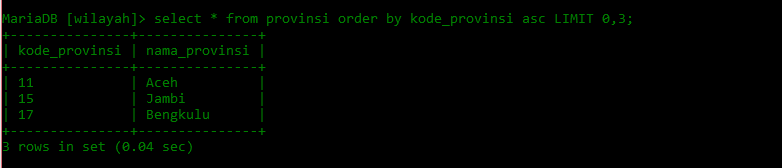 MariaDB [wilayah]> select * from provinsi order by kode_provinsi asc LIMIT 0,3;
+---------------+---------------+
| kode_provinsi | nama_provinsi |
+---------------+---------------+
| 11            | Aceh          |
| 15            | Jambi         |
| 17            | Bengkulu      |
+---------------+---------------+
3 rows in set (0.04 sec)